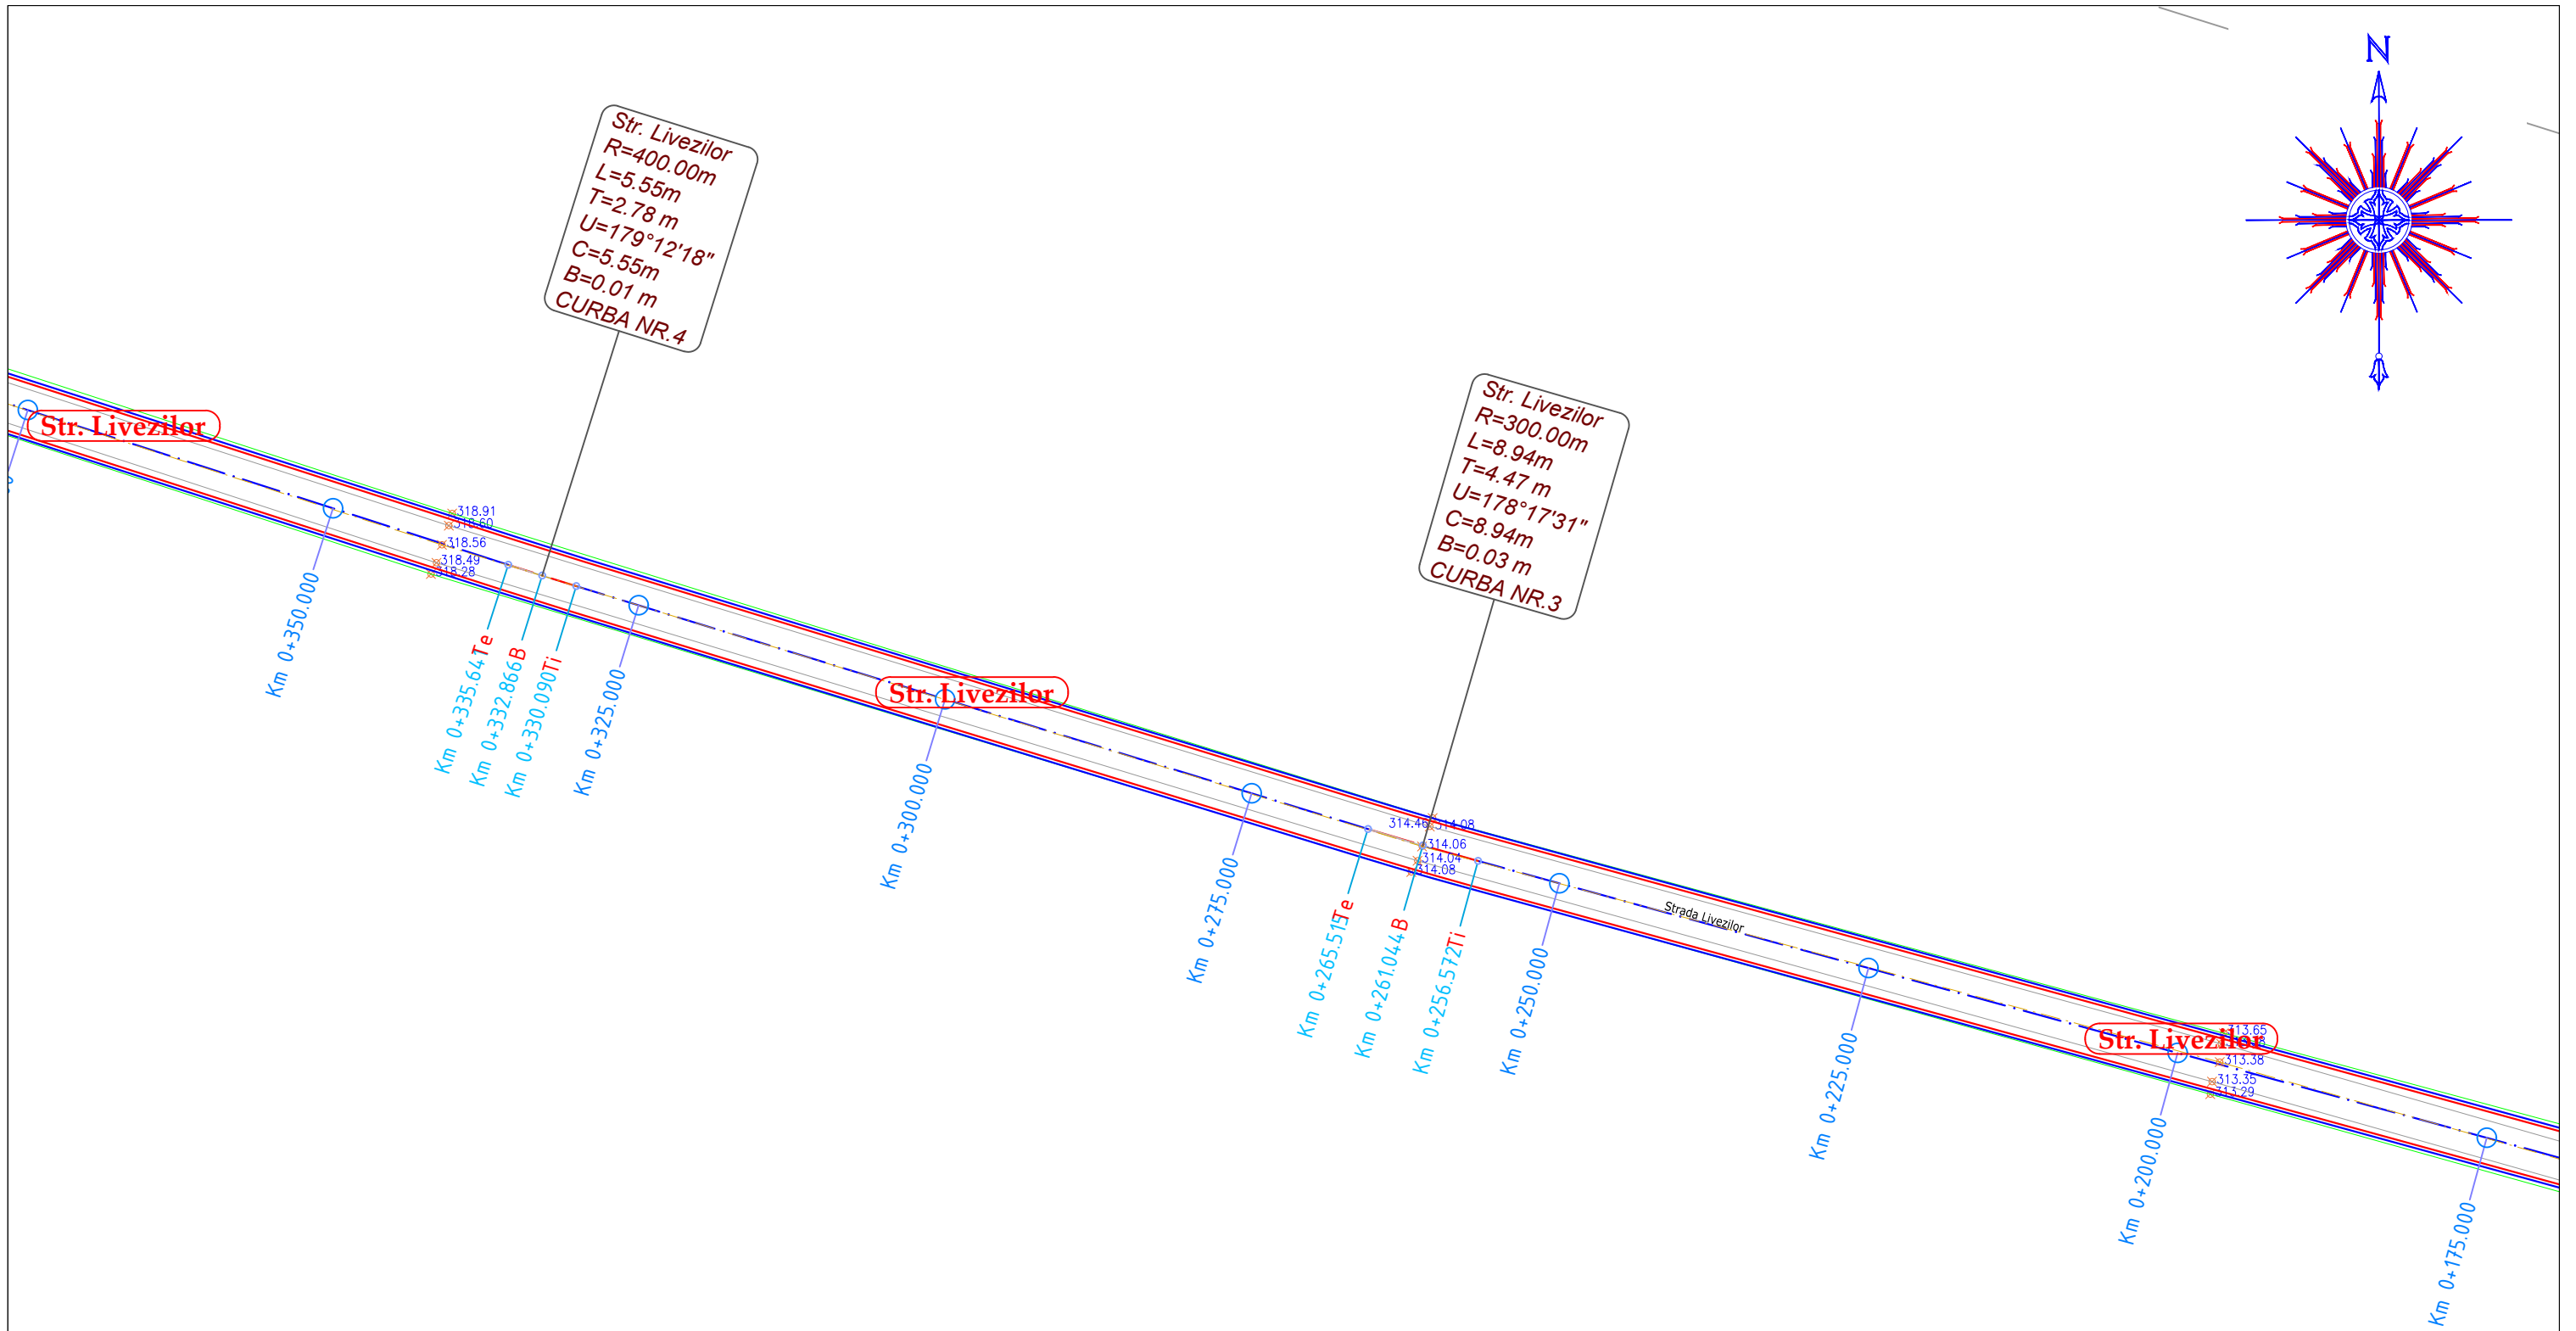 N
Str. Livezilor
R=400.00m
L=5.55m
T=2.78 m
U=179°12'18"
C=5.55m
B=0.01 m
CURBA NR.4
Str. Livezilor
R=300.00m
L=8.94m
T=4.47 m
U=178°17'31"
C=8.94m
B=0.03 m
CURBA NR.3
Str. Livezilor
318.91
318.60
318.56
318.49
318.28
Km 0+350.000
Te
Km 0+332.866B
Km 0+330.090Ti
Km 0+325.000
Str. Livezilor
Km 0+300.000
Km 0+275.000
314.46
314.08
314.06
314.04
314.08
Km 0+265.515Te
Km 0+261.044B
Km 0+256.572Ti
Km 0+250.000
Strada Livezilor
Km 0+225.000
Str. Livezilor
313.65
313.38
313.35
313.29
Km 0+200.000
Km 0+175.000